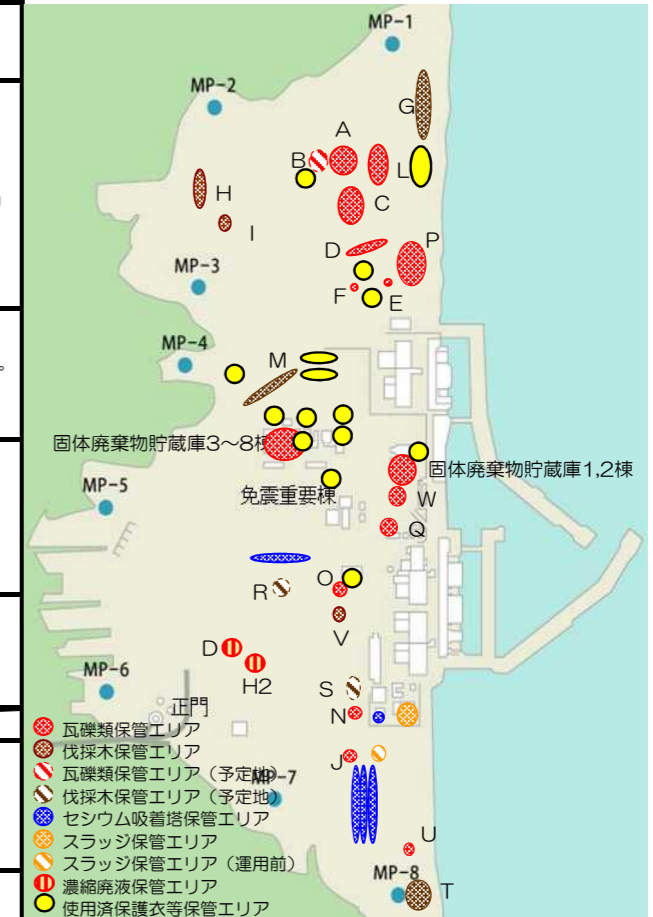 MP-1
MP-2
G
A
B
L
H
C
I
D
P
MP-3
F
E
MP-4
。
M
固体廃棄物貯蔵庫3～8棟
固体廃棄物貯蔵庫1,2棟
MP-5
免震重要棟
W
Q
O
R
V
D
H2
MP-6
S
正門
N
瓦礫類保管エリア
伐採木保管エリア
J
瓦礫類保管エリア（予定地）
MP-7
伐採木保管エリア（予定地）
セシウム吸着塔保管エリア
スラッジ保管エリア
U
スラッジ保管エリア（運用前）
MP-8
濃縮廃液保管エリア
T
使用済保護衣等保管エリア